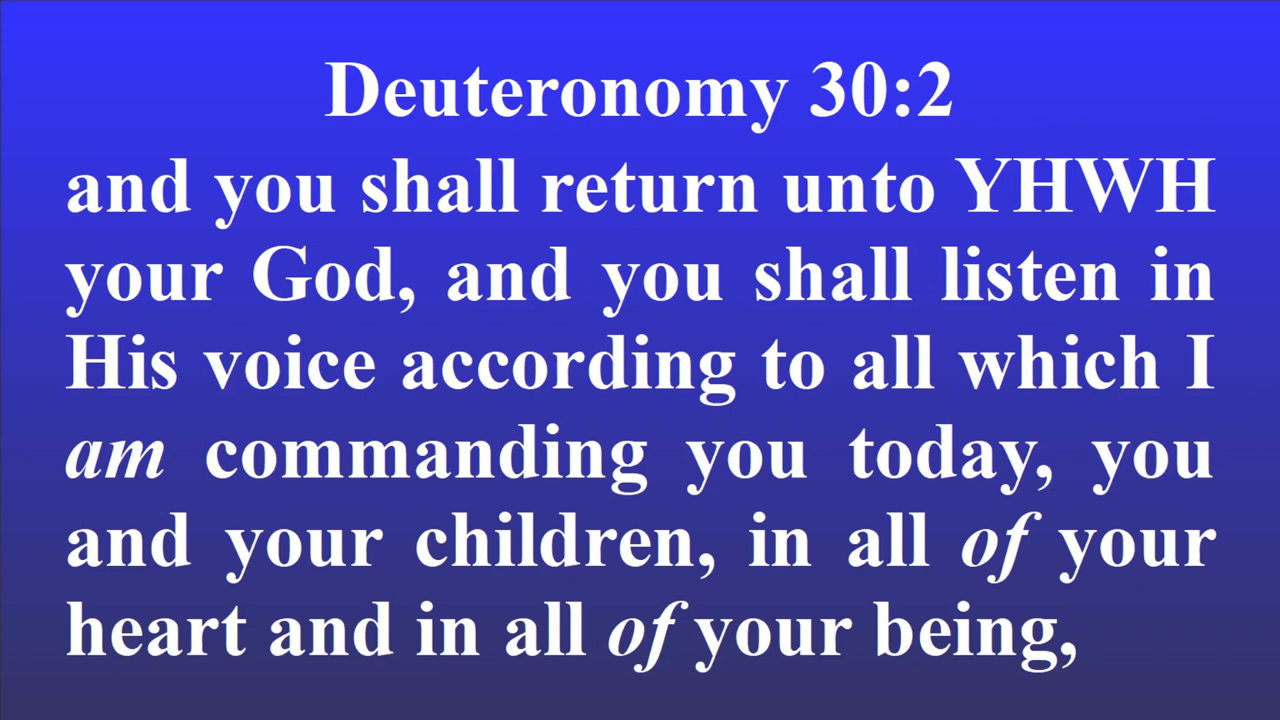 Deuteronomy 30:2
and you shall return unto YHWH
your God, and you shall listen in
His voice according to all which I
am commanding you today, you
and your children, in all of your
heart and in all of your being,